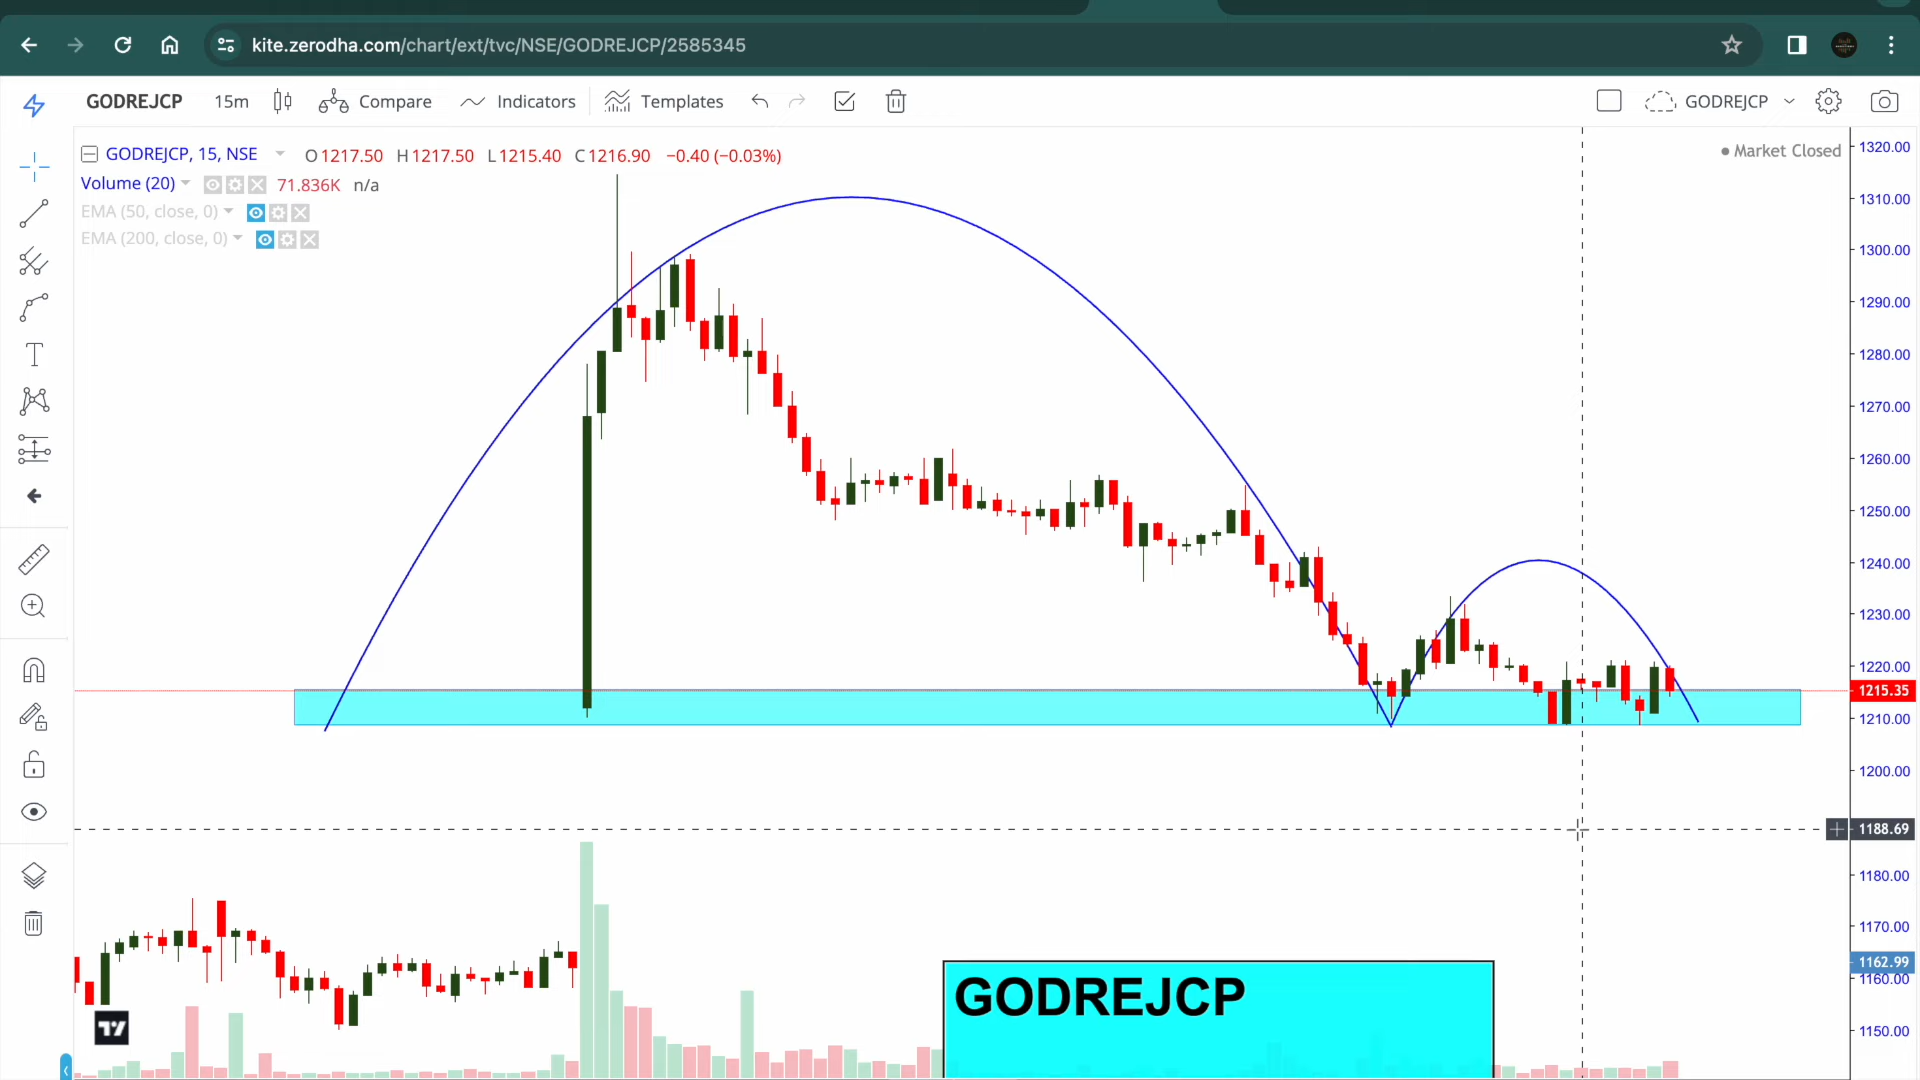 kite.zerodha.com/chart/ext/tvc/NSE/GODREJCP/2585345
GODREJCP 15m Compare Indicators Templates GODREJCP
GODREJCP, 15, NSE O1217.50 H1217.50 L1215.40 C1216.90 −0.40 (−0.03%)
Market Closed
Volume (20) 71.836K n/a
EMA (50, close, 0)
EMA (200, close, 0)
1320.00
1310.00
1300.00
1290.00
1280.00
1270.00
1260.00
1250.00
1240.00
1230.00
1220.00
1215.35
1210.00
1200.00
1188.69
1180.00
1170.00
1162.99
1160.00
1150.00
GODREJCP